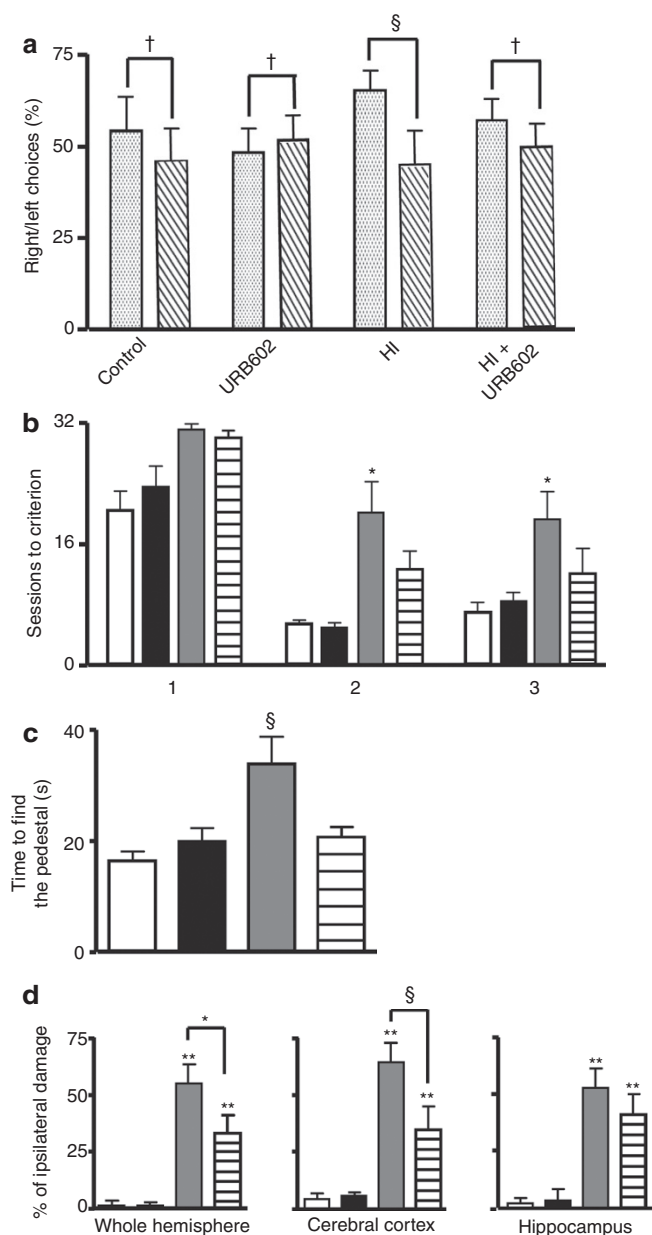 a
§
†
†
†
75
50
25
0
Right/left choices (%)
Control
URB602
HI
HI +
URB602
b
32
16
0
Sessions to criterion
*
*
1
2
3
c
§
40
20
0
Time to find
the pedestal (s)
d
75
50
25
0
% of ipsilateral damage
*
**
**
Whole hemisphere
§
**
**
Cerebral cortex
**
**
Hippocampus